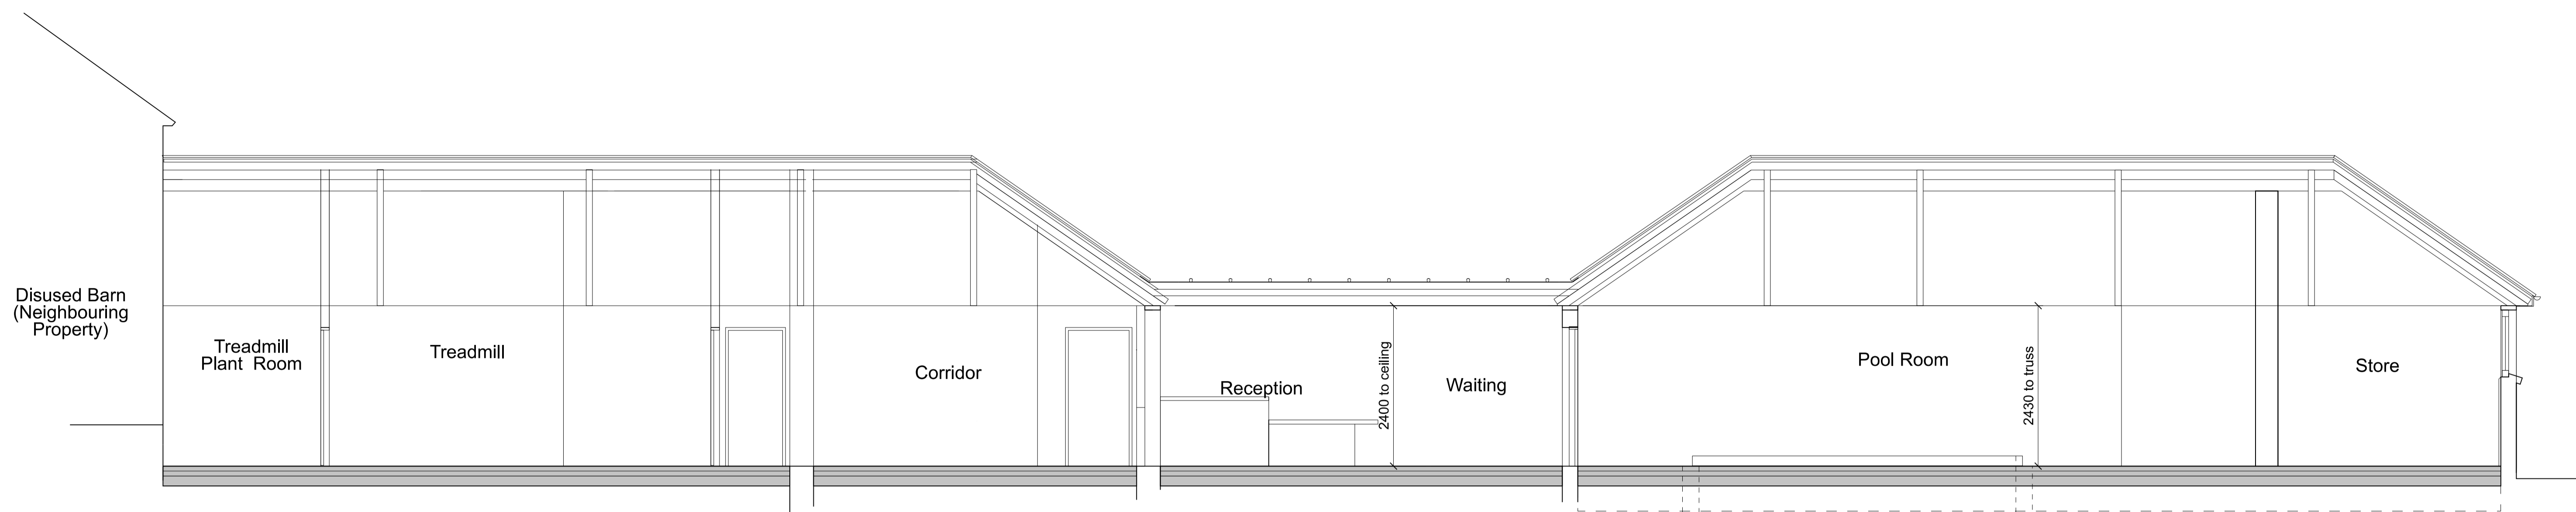 Disused Barn
(Neighbouring
Property)
Treadmill
Plant Room
Treadmill
Corridor
Reception
2400 to ceiling
Waiting
Pool Room
2430 to truss
Store